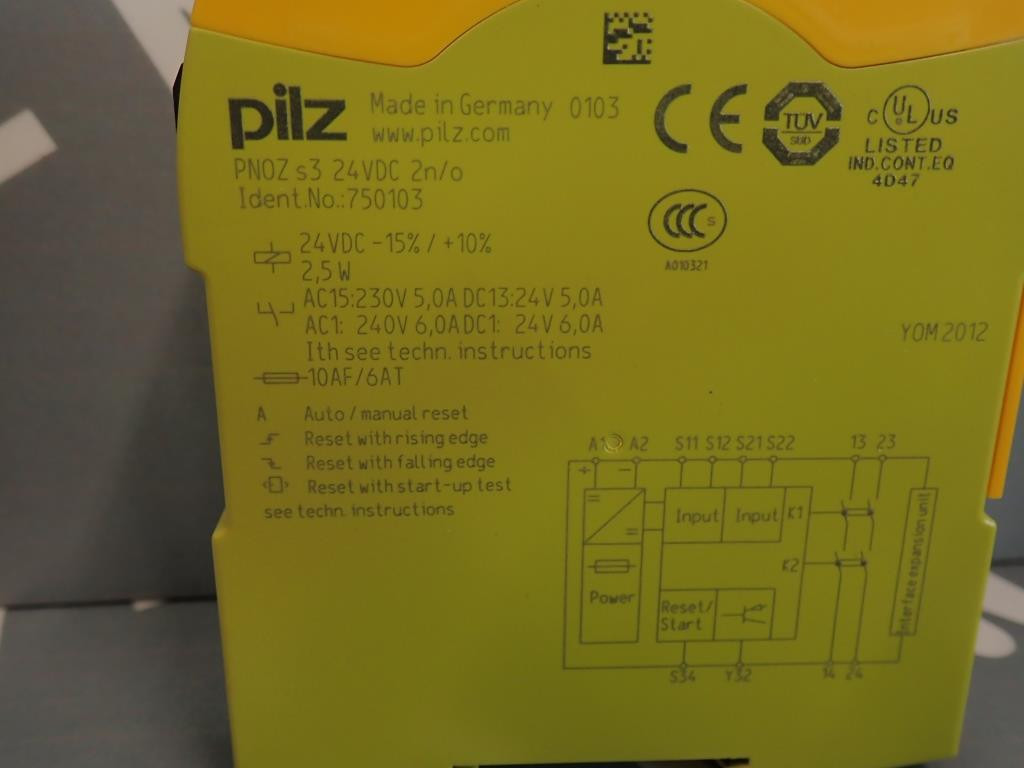 pilz Made in Germany 0103
www.pilz.com
PNOZ s3 24VDC 2n/o
Ident.No.:750103
CE
TÜV
SÜD
C UL US
LISTED
IND.CONT.EQ
4D47
CCC S
A010321
24VDC -15% / +10%
2,5 W
AC15:230V 5,0A DC13:24V 5,0A
AC1: 240V 6,0A DC1: 24V 6,0A
Ith see techn. instructions
10AF/6AT
YOM 2012
A Auto / manual reset
Reset with rising edge
Reset with falling edge
Reset with start-up test
see techn. instructions
A1 A2 S11 S12 S21 S22 13 23
+ −
Input Input K1
K2
Power
Reset/
Start
Interface expansion unit
S34 Y32 14 24